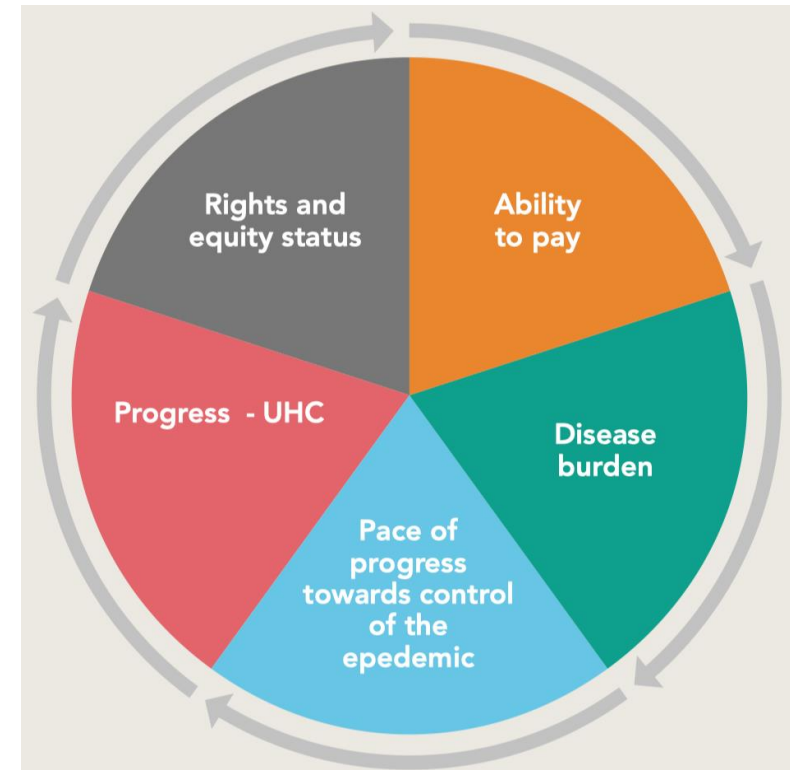 Rights and
equity status
Ability
to pay
Disease
burden
Pace of
progress
towards control
of the
epedemic
Progress - UHC